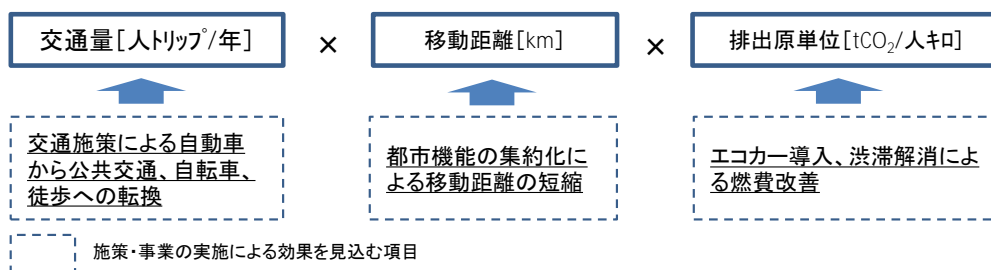 交通量[人トリップ/年] × 移動距離[km] × 排出原単位[tCO₂/人キロ]
交通施策による自動車
から公共交通、自転車、
徒歩への転換
都市機能の集約化に
よる移動距離の短縮
エコカー導入、渋滞解消によ
る燃費改善
施策・事業の実施による効果を見込む項目